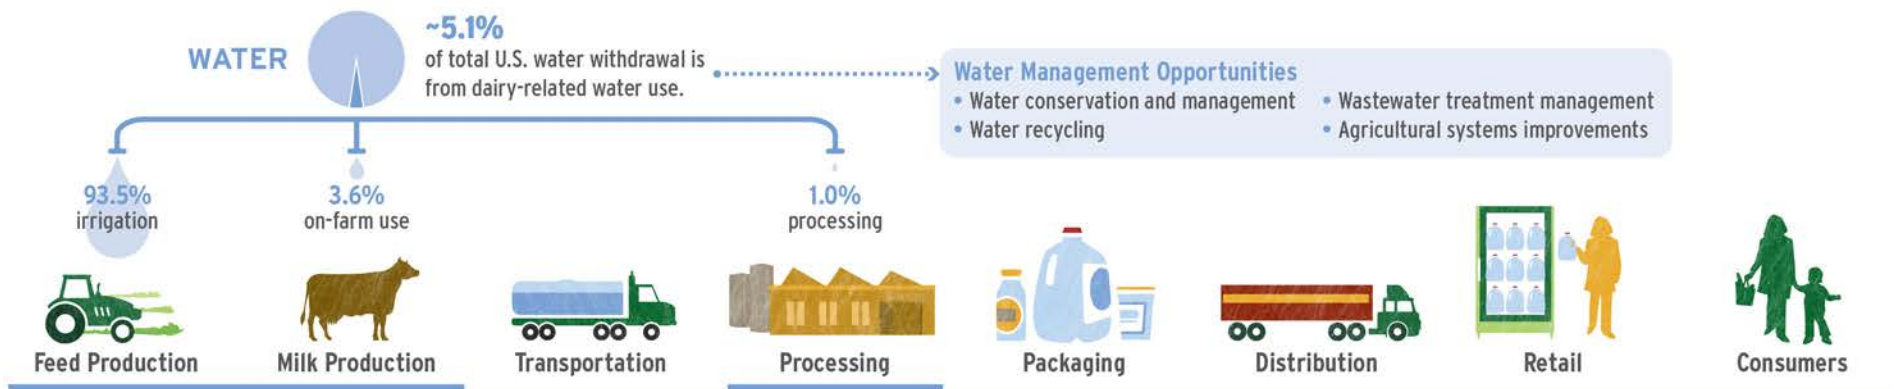 WATER
~5.1%
of total U.S. water withdrawal is
from dairy-related water use.
Water Management Opportunities
• Water conservation and management
• Water recycling
• Wastewater treatment management
• Agricultural systems improvements
93.5%
irrigation
3.6%
on-farm use
1.0%
processing
Feed Production
Milk Production
Transportation
Processing
Packaging
Distribution
Retail
Consumers